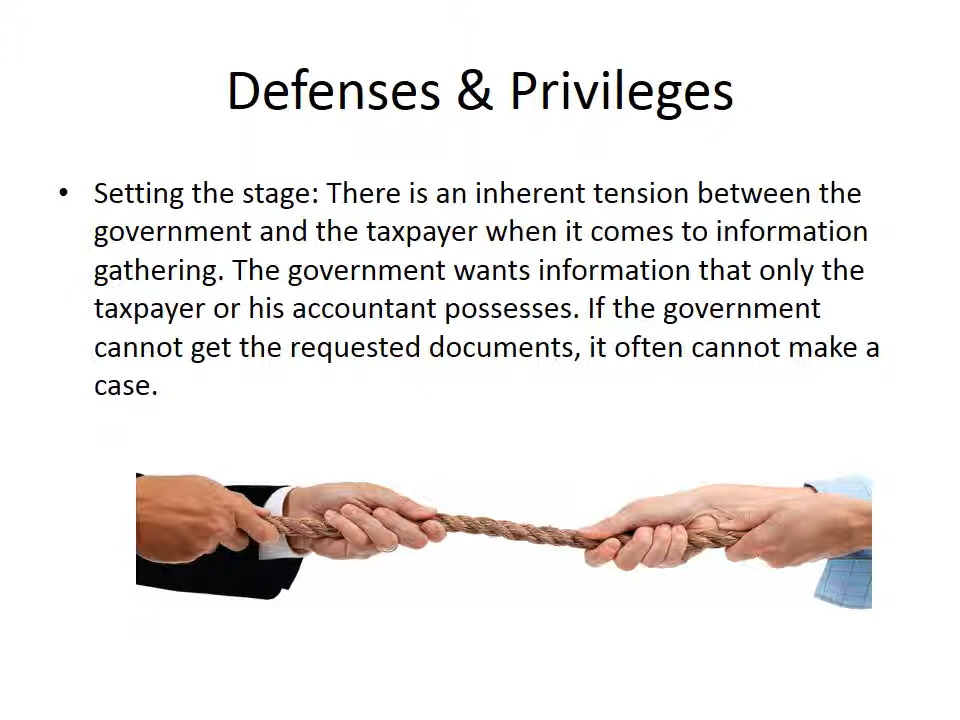 Defenses & Privileges
• Setting the stage: There is an inherent tension between the
government and the taxpayer when it comes to information
gathering. The government wants information that only the
taxpayer or his accountant possesses. If the government
cannot get the requested documents, it often cannot make a
case.